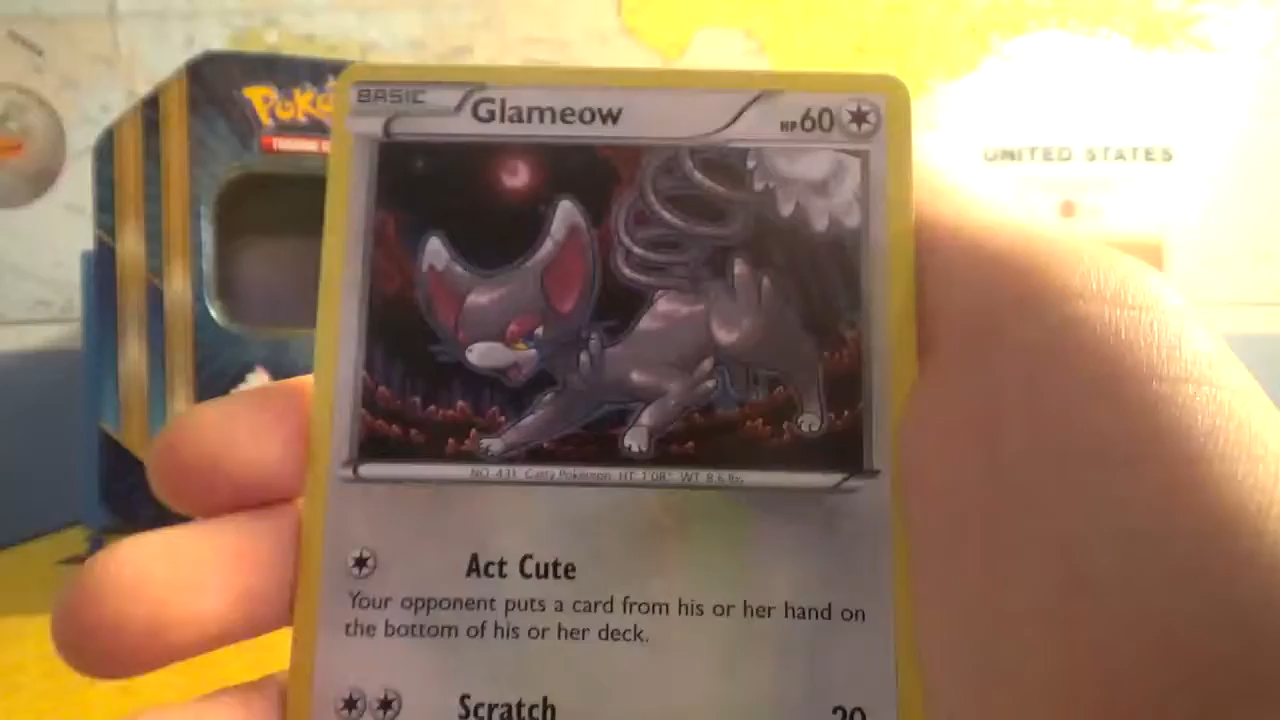 BASIC Glameow HP60
UNITED STATES
NO. 431 Catty Pokémon HT 1'08" WT 8.6 lbs.
Act Cute
Your opponent puts a card from his or her hand on
the bottom of his or her deck.
Scratch 20